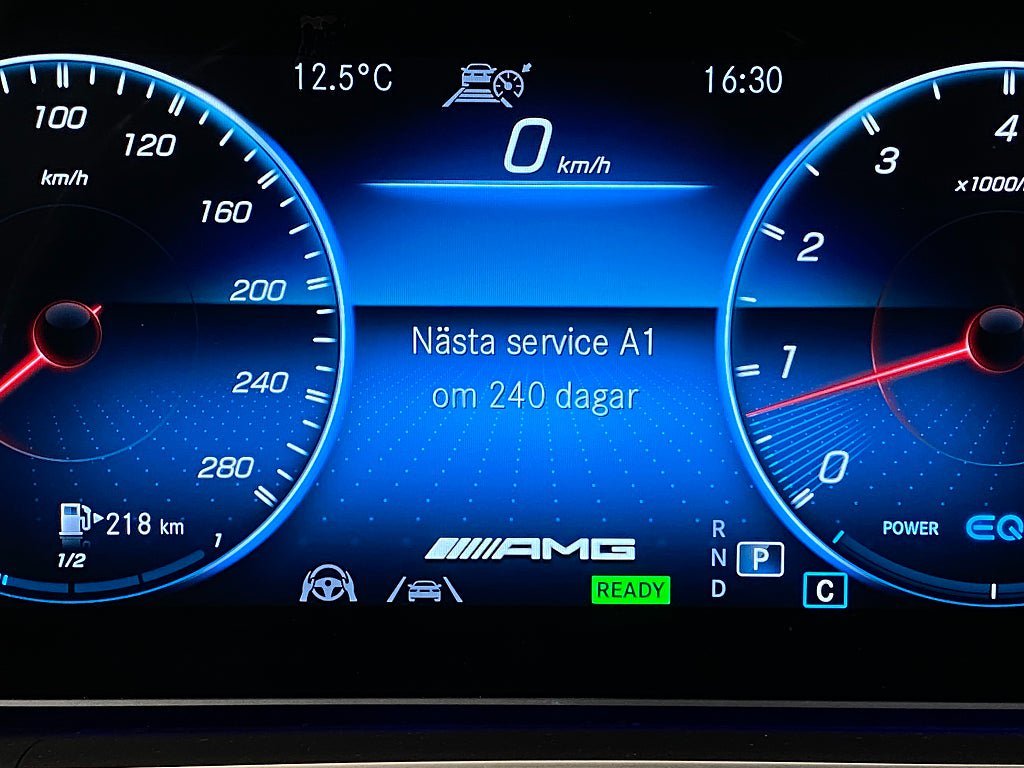 12.5°C
16:30
0 km/h
100
120
km/h
160
200
240
280
4
3
x1000/
2
1
0
Nästa service A1
om 240 dagar
218 km
1/2
1
AMG
READY
R
N
P
D
C
POWER
EQ